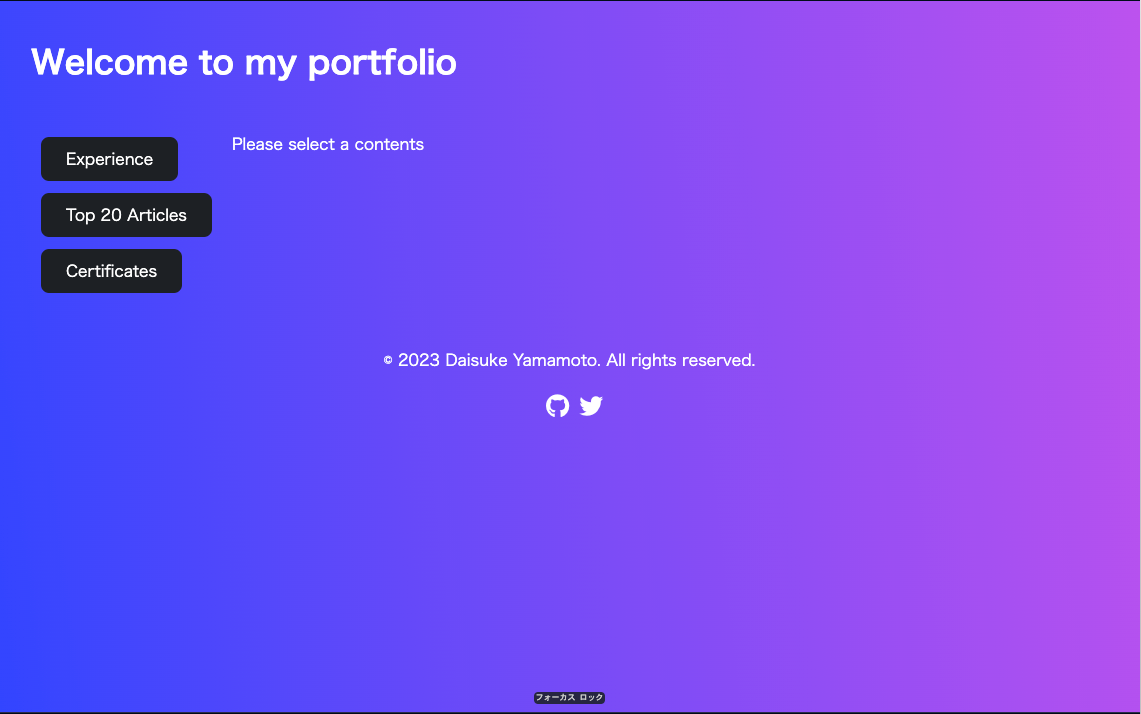 Welcome to my portfolio
Experience
Please select a contents
Top 20 Articles
Certificates
© 2023 Daisuke Yamamoto. All rights reserved.
フォーカス ロック